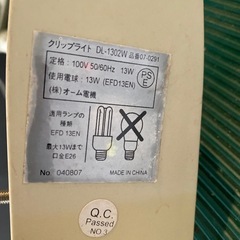 クリップライト DL-1302W 品番07-0291
定格：100V 50/60Hz 13W
使用電球：13W (EFD13EN)
(株)オーム電機
PS
E
適用ランプの
種類
EFD 13EN
最大13Wまで
口金E26
No. 040807
MADE IN CHINA
Q.C.
Passed
NO.3